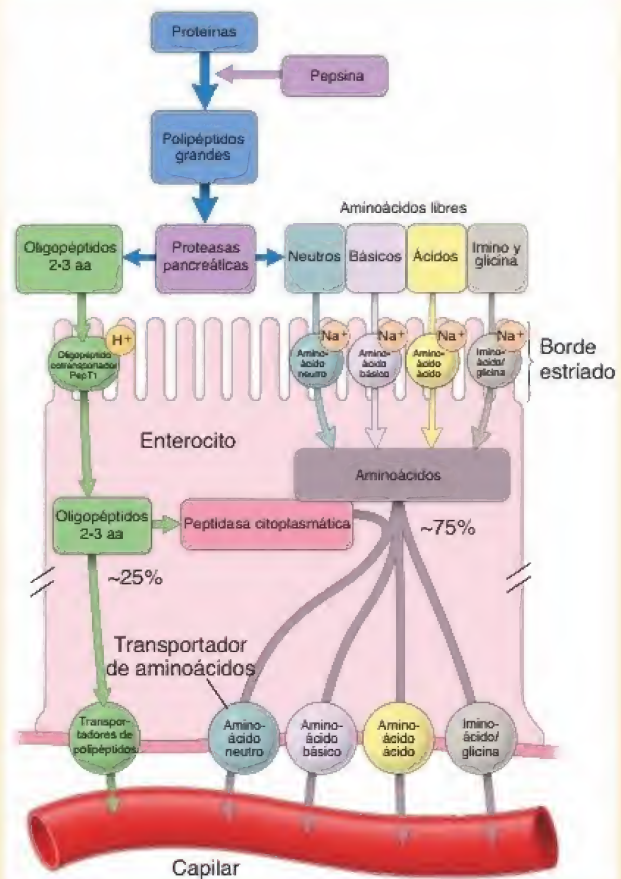 Proteínas
Pepsina
Polipéptidos
grandes
Aminoácidos libres
Oligopéptidos
2-3 aa
Proteasas
pancreáticas
Neutros
Básicos
Ácidos
Imino y
glicina
H+
Oligopéptido
cotransportador
PepT1
Na+
Amino-
ácido
neutro
Na+
Amino-
ácido
básico
Na+
Amino-
ácido
ácido
Na+
Imino-
ácido/
glicina
Borde
estriado
Enterocito
Aminoácidos
Oligopéptidos
2-3 aa
Peptidasa citoplasmática
~75%
~25%
Transportador
de aminoácidos
Transpor-
tadores de
polipéptidos
Amino-
ácido
neutro
Amino-
ácido
básico
Amino-
ácido
ácido
Imino-
ácido/
glicina
Capilar